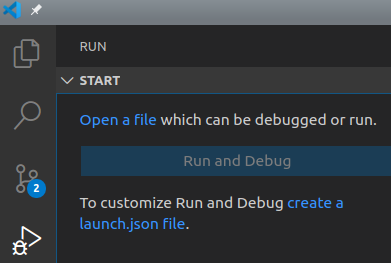 RUN
START
Open a file which can be debugged or run.
Run and Debug
2
To customize Run and Debug create a
launch.json file.